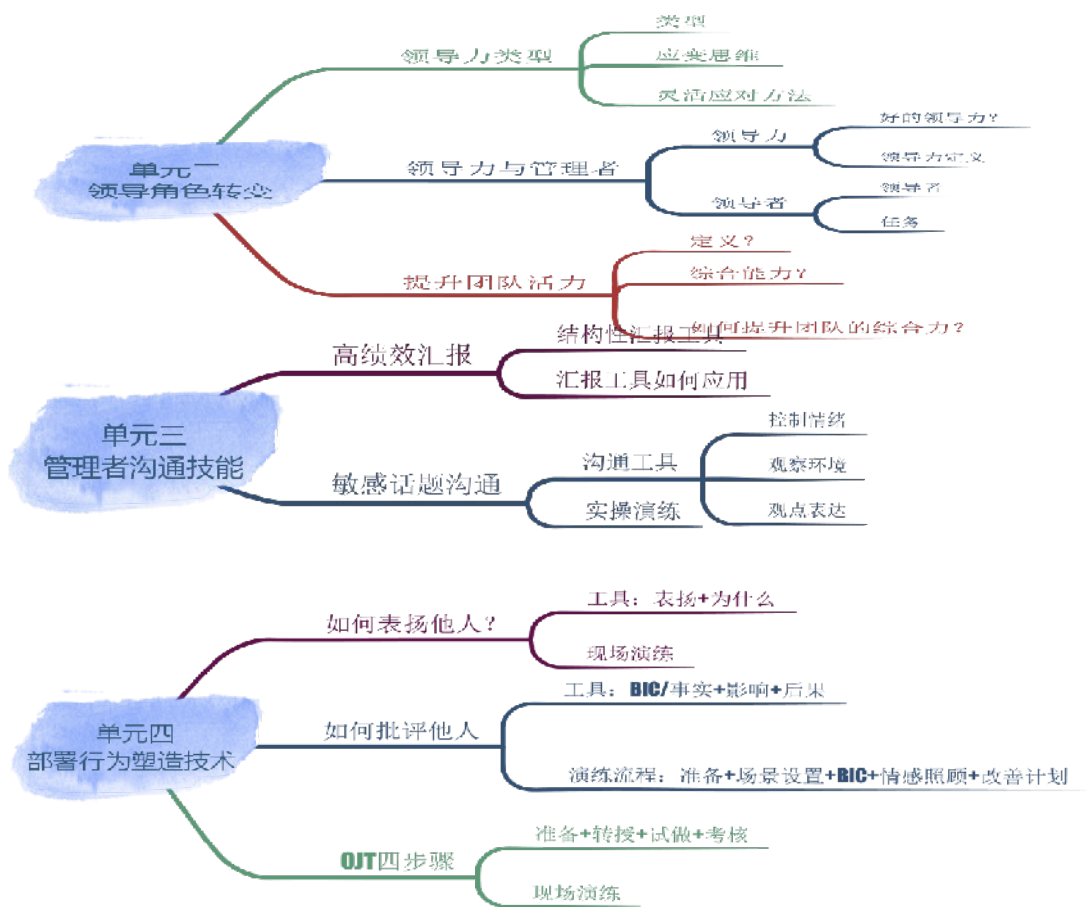 类型
领导力类型
应变思维
灵活应对方法
好的领导力?
领导力
领导力定义
单元二
领导角色转变
领导力与管理者
领导者
领导者
任务
定义?
提升团队活力
综合能力?
如何提升团队的综合力?
结构性汇报工具
高绩效汇报
汇报工具如何应用
单元三
管理者沟通技能
控制情绪
沟通工具
观察环境
敏感话题沟通
实操演练
观点表达
工具：表扬+为什么
如何表扬他人?
现场演练
工具：BIC/事实+影响+后果
单元四
部署行为塑造技术
如何批评他人
演练流程：准备+场景设置+BIC+情感照顾+改善计划
准备+转授+试做+考核
OJT四步骤
现场演练